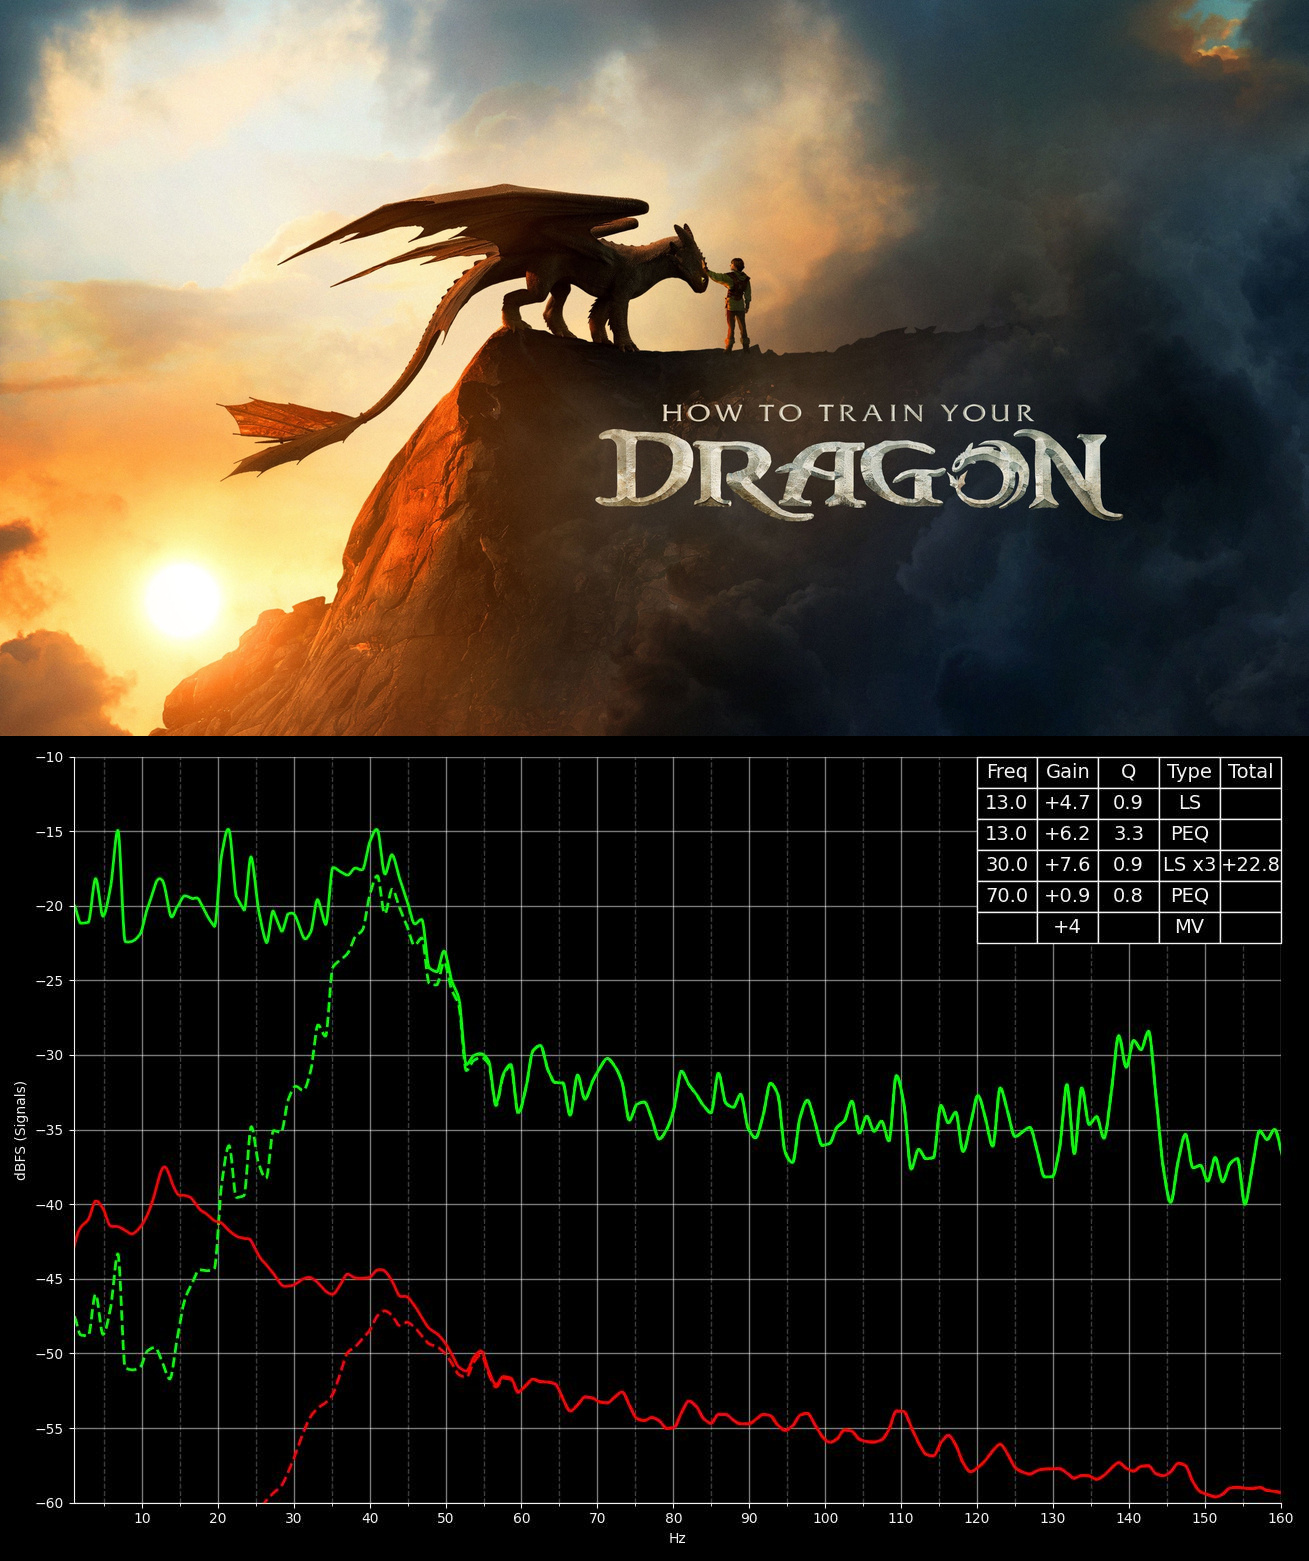 HOW TO TRAIN YOUR
DRAGON
Freq Gain Q Type Total
13.0 +4.7 0.9 LS
13.0 +6.2 3.3 PEQ
30.0 +7.6 0.9 LS x3 +22.8
70.0 +0.9 0.8 PEQ
+4 MV
−10
−15
−20
−25
−30
−35
−40
−45
−50
−55
−60
dBFS (Signals)
10 20 30 40 50 60 70 80 90 100 110 120 130 140 150 160
Hz